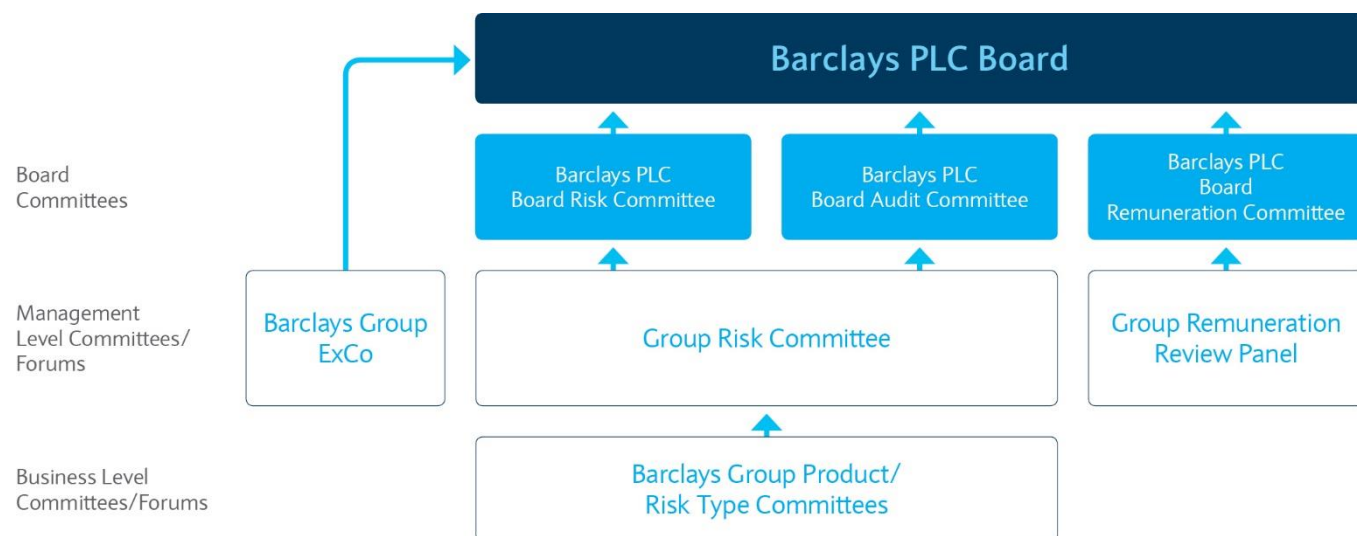 Barclays PLC Board
Board
Committees
Barclays PLC
Board Risk Committee
Barclays PLC
Board Audit Committee
Barclays PLC
Board
Remuneration Committee
Management
Level Committees/
Forums
Barclays Group
ExCo
Group Risk Committee
Group Remuneration
Review Panel
Business Level
Committees/Forums
Barclays Group Product/
Risk Type Committees